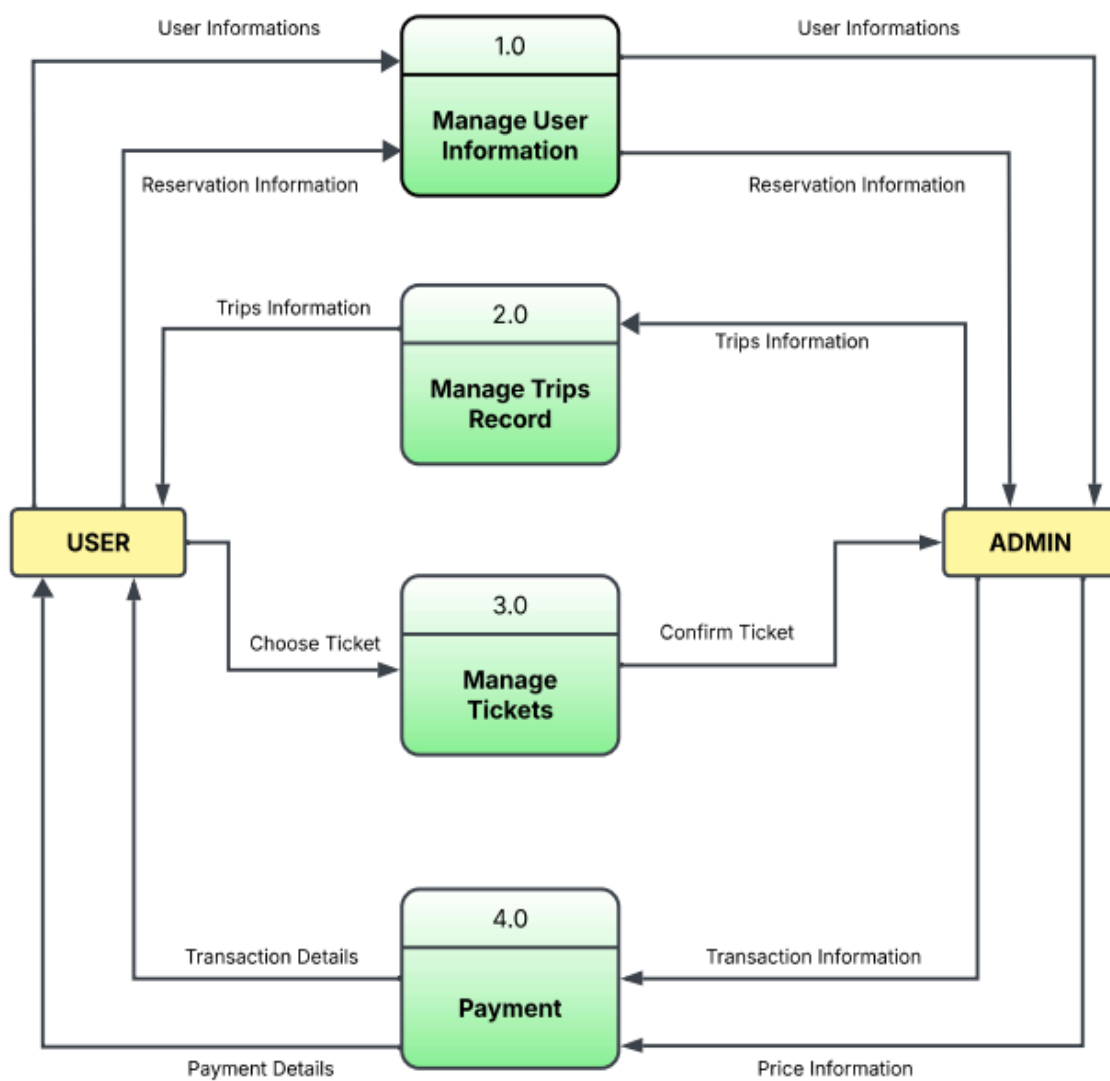 User Informations
1.0
User Informations
Manage User
Information
Reservation Information
Reservation Information
Trips Information
2.0
Trips Information
Manage Trips
Record
USER
ADMIN
3.0
Choose Ticket
Confirm Ticket
Manage
Tickets
4.0
Transaction Details
Transaction Information
Payment
Payment Details
Price Information